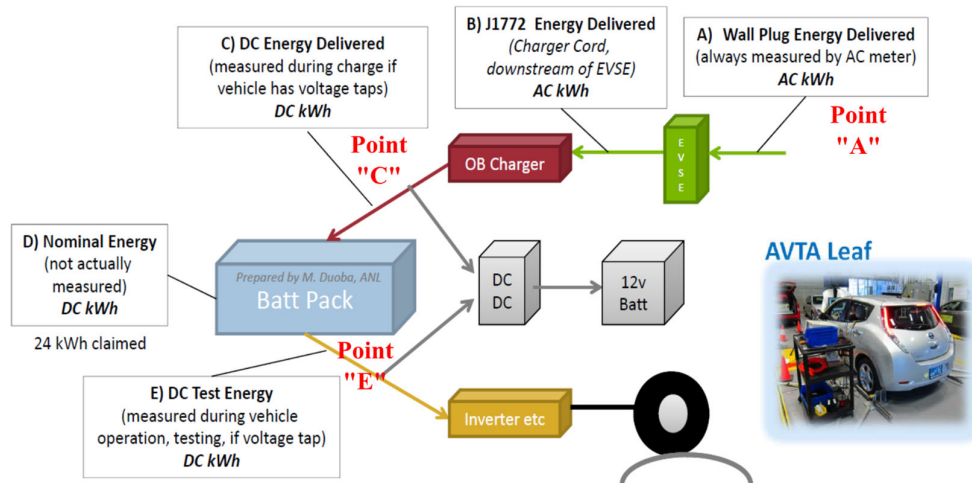 B) J1772 Energy Delivered
(Charger Cord,
downstream of EVSE)
AC kWh
A) Wall Plug Energy Delivered
(always measured by AC meter)
AC kWh
C) DC Energy Delivered
(measured during charge if
vehicle has voltage taps)
DC kWh
Point
"C"
Point
"A"
OB Charger
E
V
S
E
D) Nominal Energy
(not actually
measured)
DC kWh
24 kWh claimed
Prepared by M. Duoba, ANL
Batt Pack
DC
DC
12v
Batt
AVTA Leaf
Point
"E"
E) DC Test Energy
(measured during vehicle
operation, testing, if voltage tap)
DC kWh
Inverter etc